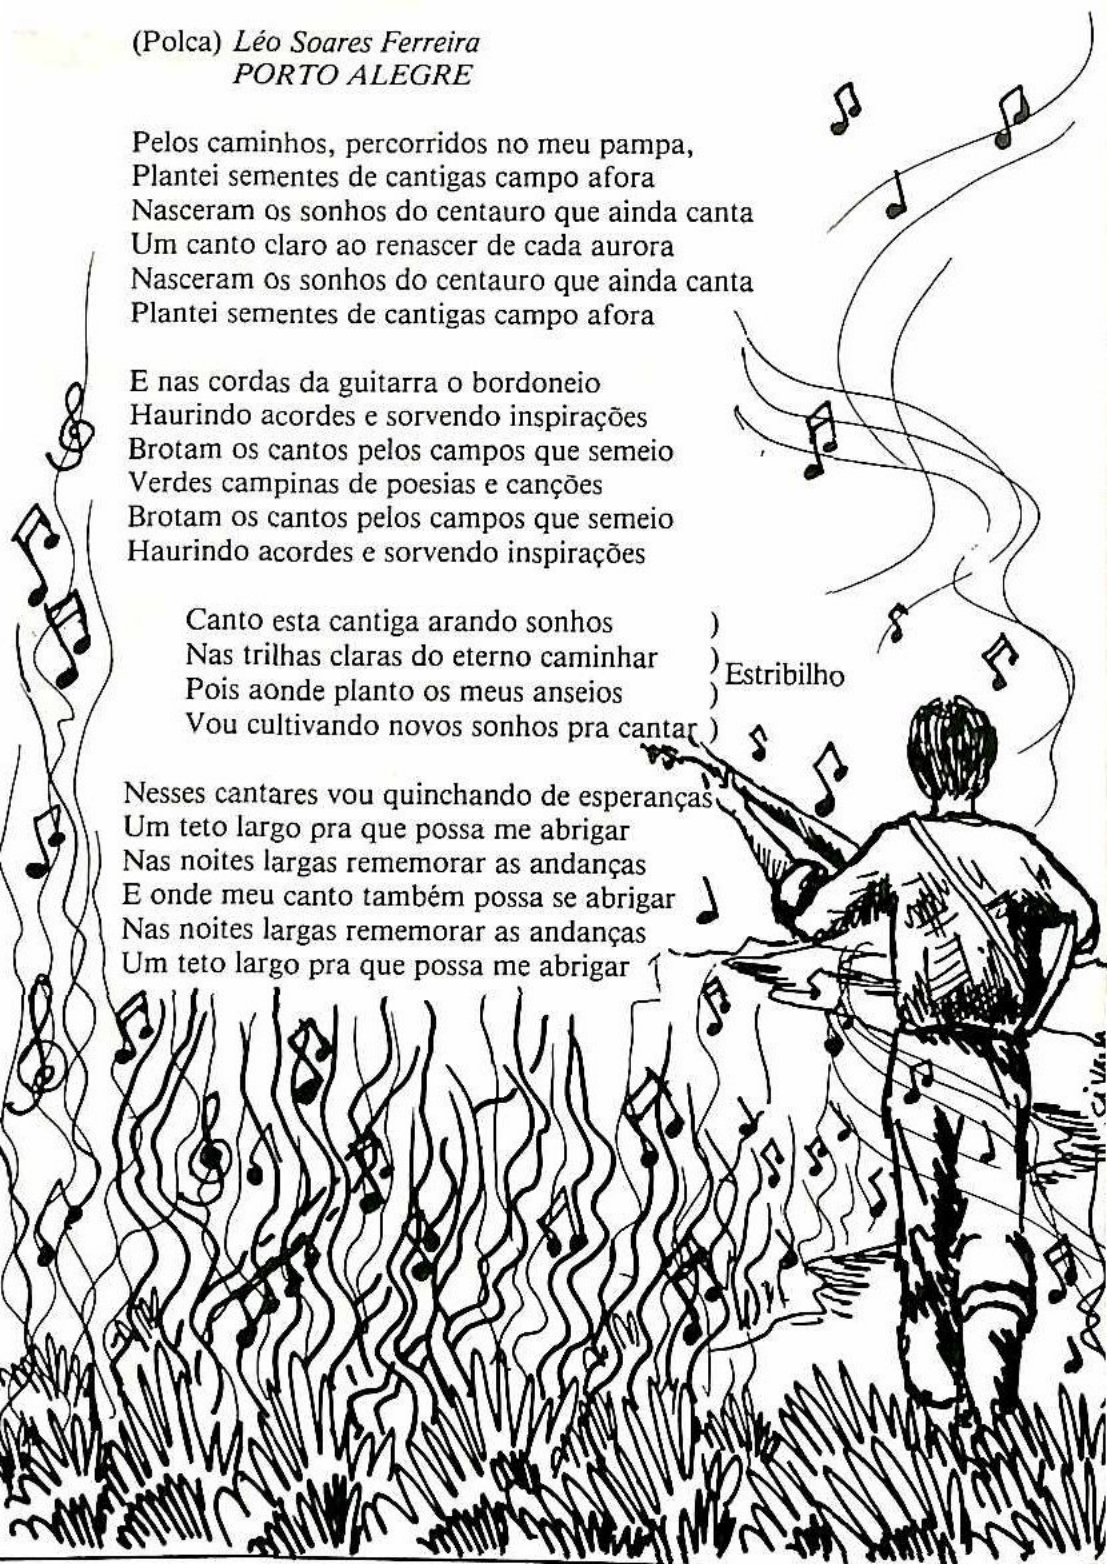 (Polca) Léo Soares Ferreira
PORTO ALEGRE
Pelos caminhos, percorridos no meu pampa,
Plantei sementes de cantigas campo afora
Nasceram os sonhos do centauro que ainda canta
Um canto claro ao renascer de cada aurora
Nasceram os sonhos do centauro que ainda canta
Plantei sementes de cantigas campo afora
E nas cordas da guitarra o bordoneio
Haurindo acordes e sorvendo inspirações
Brotam os cantos pelos campos que semeio
Verdes campinas de poesias e canções
Brotam os cantos pelos campos que semeio
Haurindo acordes e sorvendo inspirações
Canto esta cantiga arando sonhos )
Nas trilhas claras do eterno caminhar )
Estribilho
Pois aonde planto os meus anseios )
Vou cultivando novos sonhos pra cantar )
Nesses cantares vou quinchando de esperanças
Um teto largo pra que possa me abrigar
Nas noites largas rememorar as andanças
E onde meu canto também possa se abrigar
Nas noites largas rememorar as andanças
Um teto largo pra que possa me abrigar